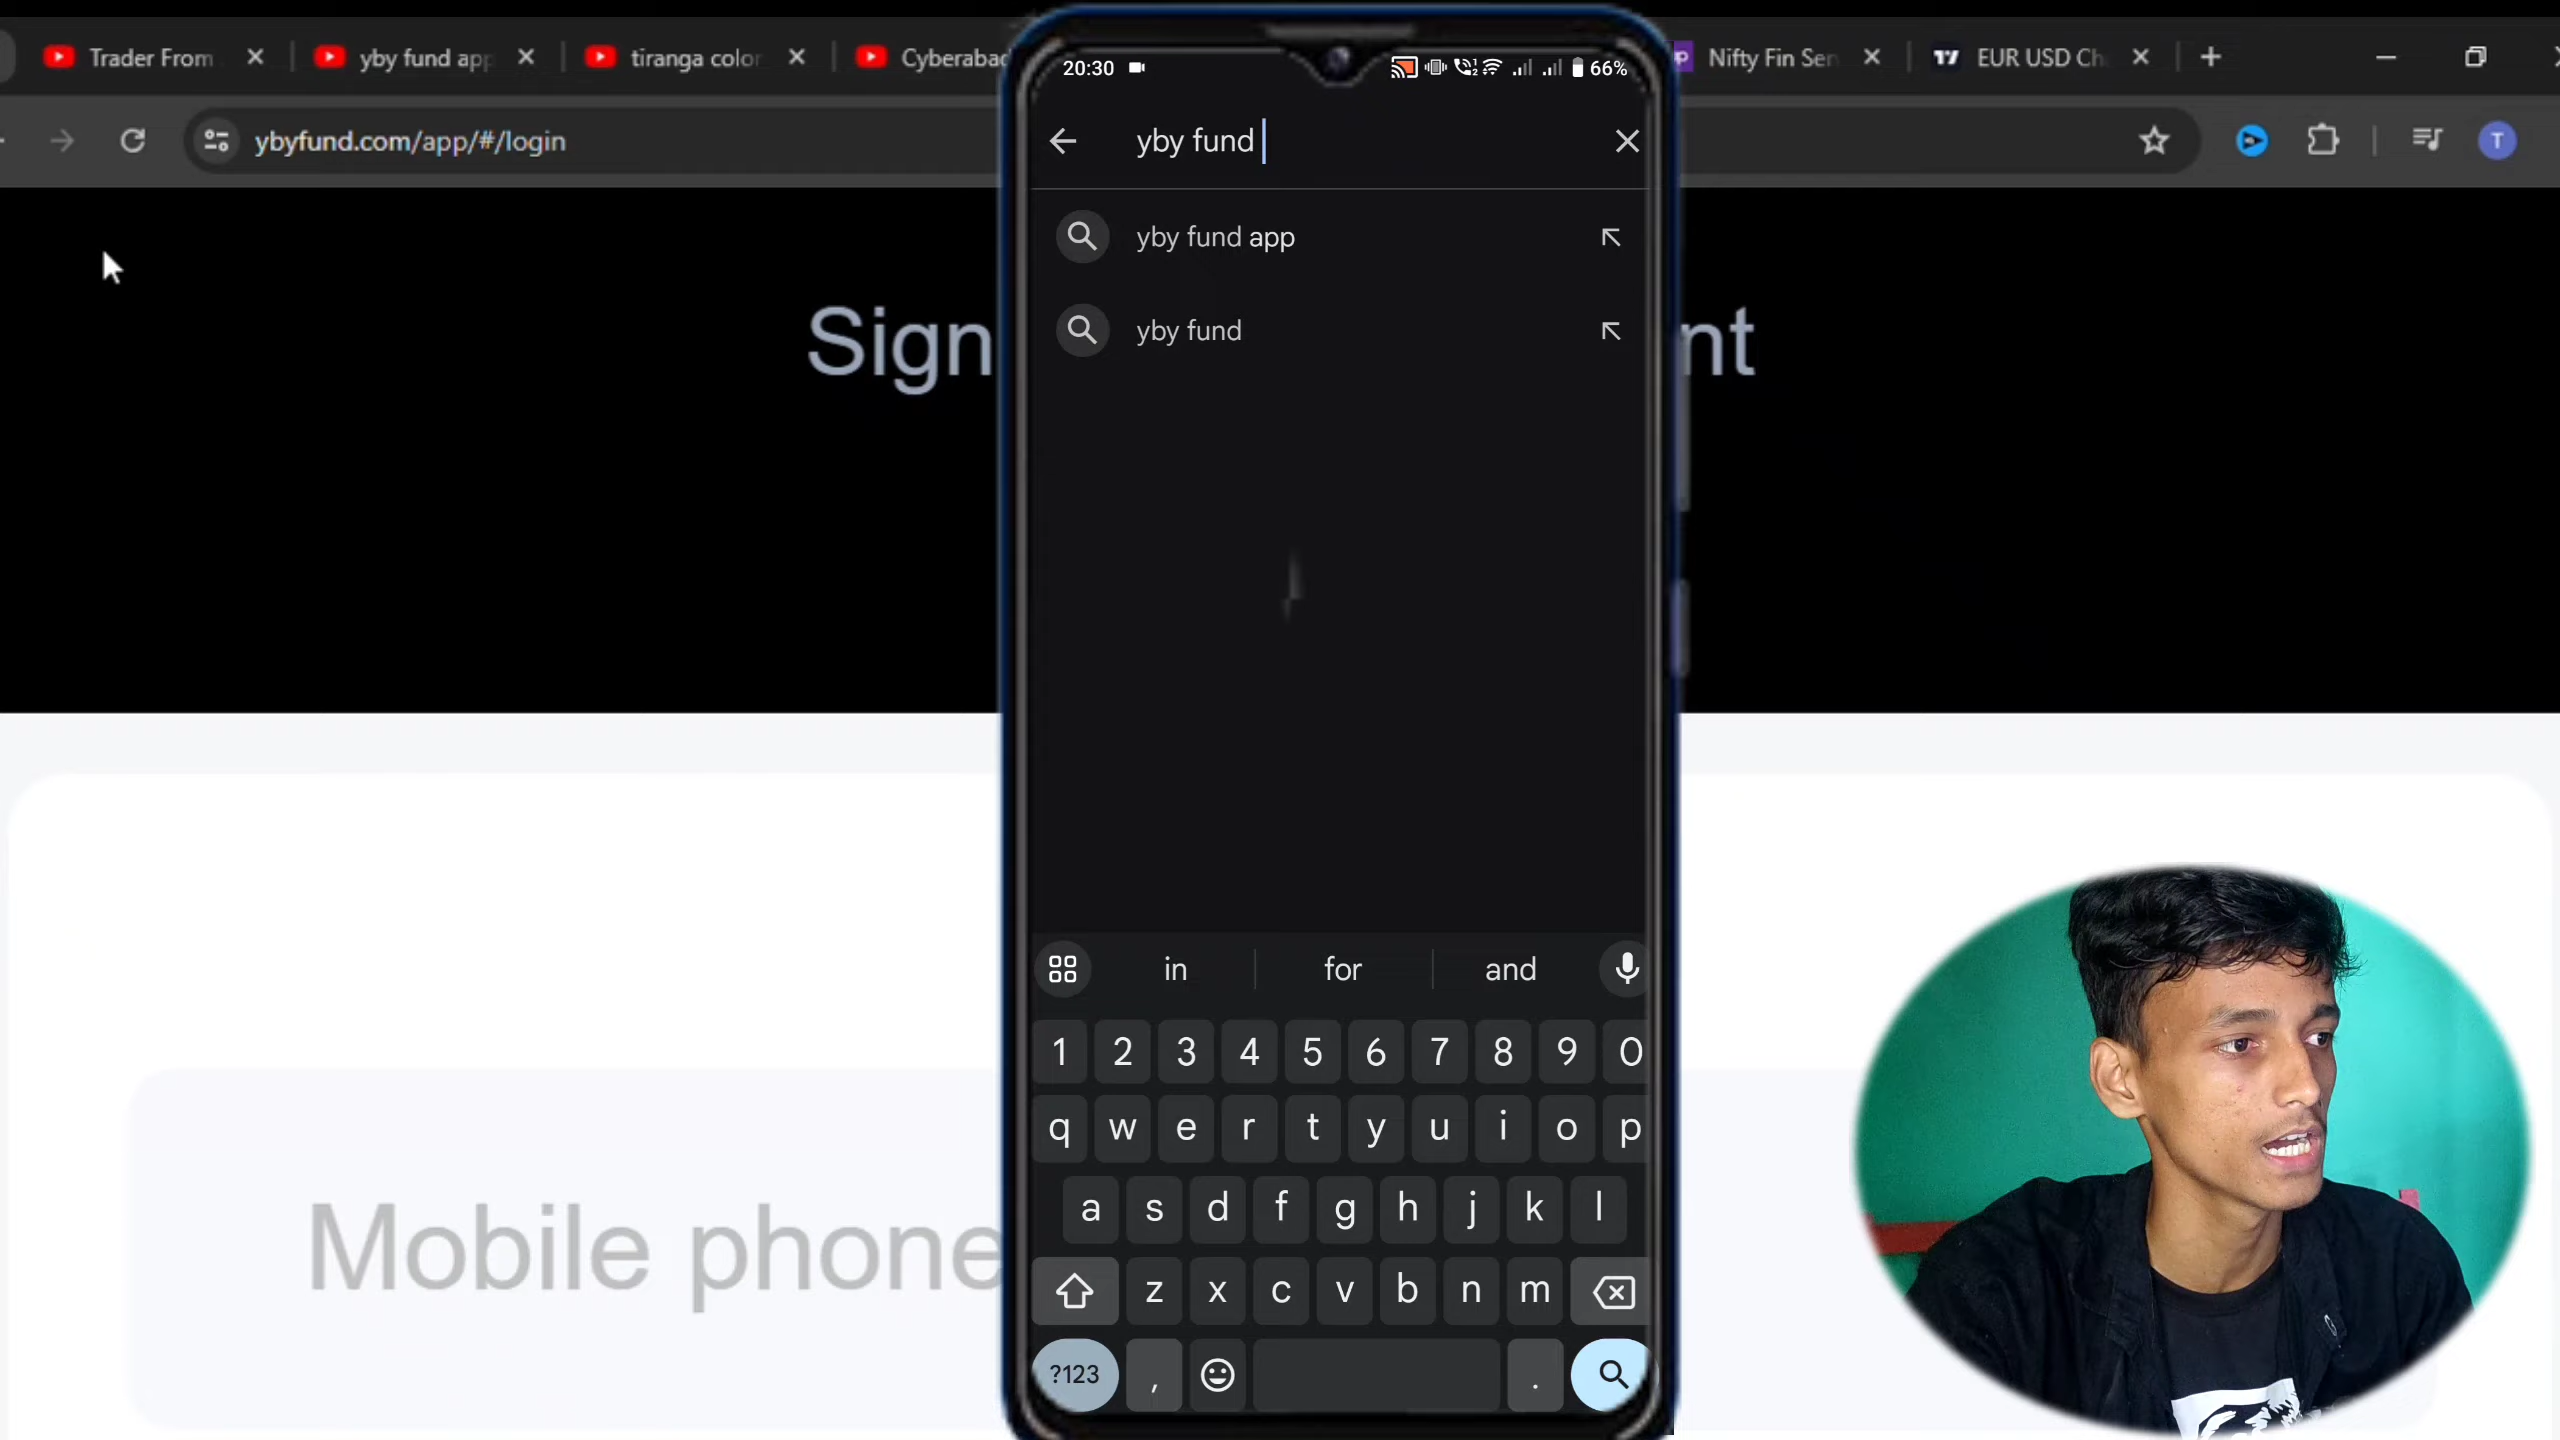 Trader From
yby fund app
tiranga color
Cyberabad
Nifty Fin Ser
EUR USD Ch
ybyfund.com/app/#/login
T
Sign
nt
Mobile phone
20:30
66%
yby fund
yby fund app
yby fund
in for and
1 2 3 4 5 6 7 8 9 0
q w e r t y u i o p
a s d f g h j k l
z x c v b n m
?123 , .